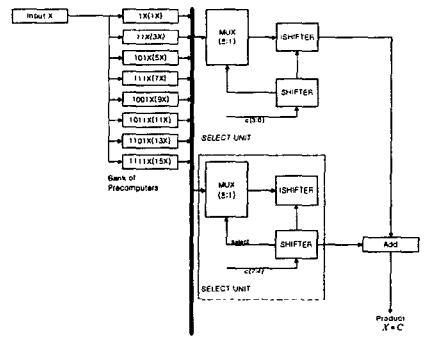 Input X
1X(1X)
11X(3X)
101X(5X)
111X(7X)
1001X(9X)
1011X(11X)
1101X(13X)
1111X(15X)
Bank of
Precomputers
MUX
(8:1)
ISHIFTER
SHIFTER
c(3:0)
SELECT UNIT
MUX
(8:1)
ISHIFTER
select
SHIFTER
c(7:4)
SELECT UNIT
Add
Product
X * C